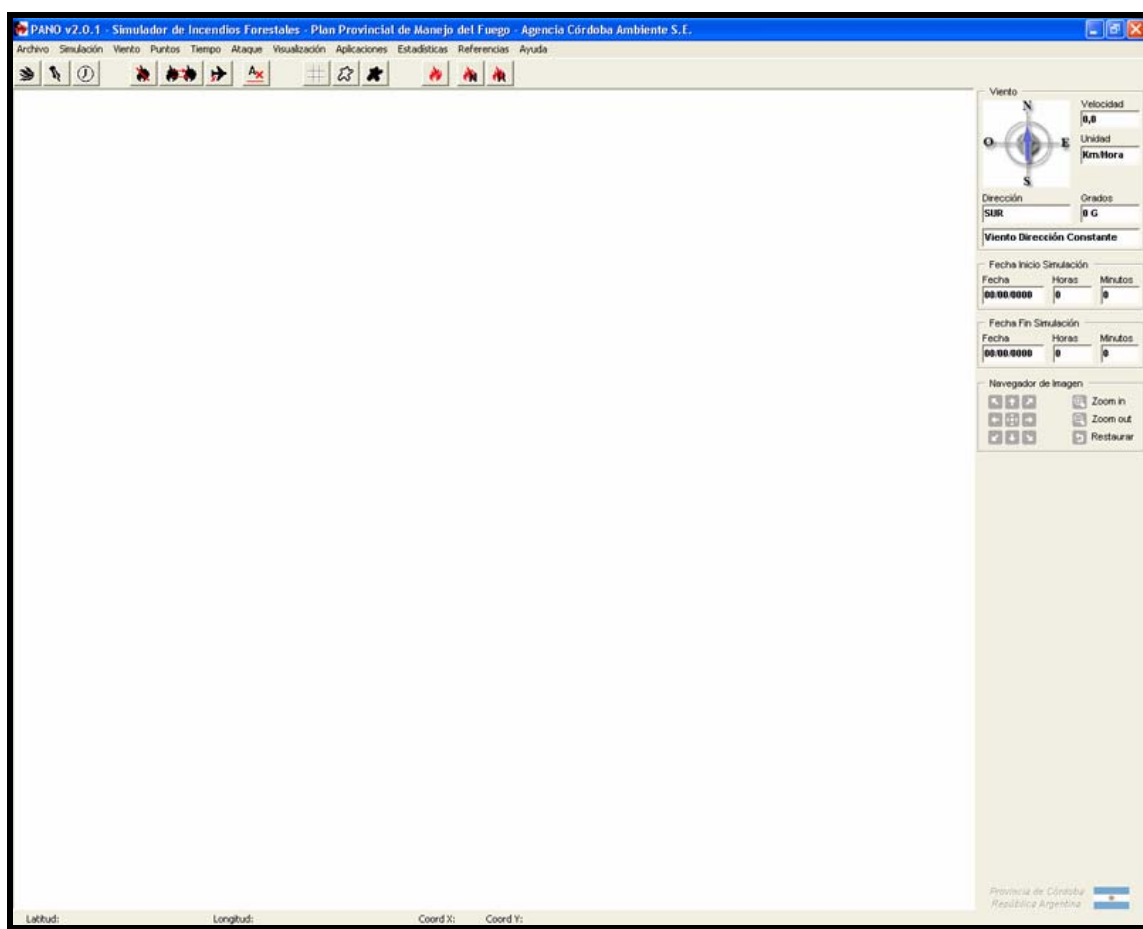 PANO v2.0.1 - Simulador de Incendios Forestales - Plan Provincial de Manejo del Fuego - Agencia Córdoba Ambiente S.E.
Archivo Simulación Viento Puntos Tiempo Ataque Visualización Aplicaciones Estadísticas Referencias Ayuda
Viento
N
O
E
S
Velocidad
0,0
Unidad
Km/Hora
Dirección Grados
SUR 0 G
Viento Dirección Constante
Fecha Inicio Simulación
Fecha Horas Minutos
00/00/0000 0 0
Fecha Fin Simulación
Fecha Horas Minutos
00/00/0000 0 0
Navegador de Imagen
Zoom in
Zoom out
Restaurar
Provincia de Córdoba
República Argentina
Latitud: Longitud: Coord X: Coord Y: